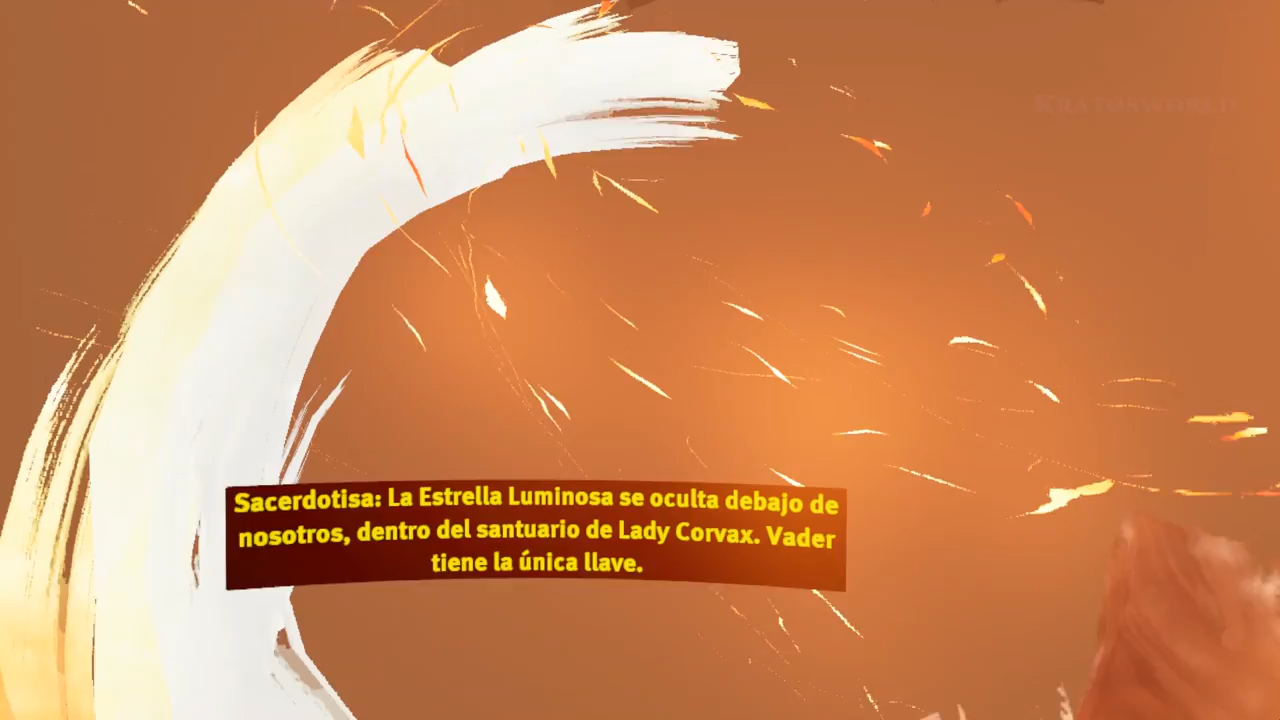 KRATOSWORLD
Sacerdotisa: La Estrella Luminosa se oculta debajo de
nosotros, dentro del santuario de Lady Corvax. Vader
tiene la única llave.